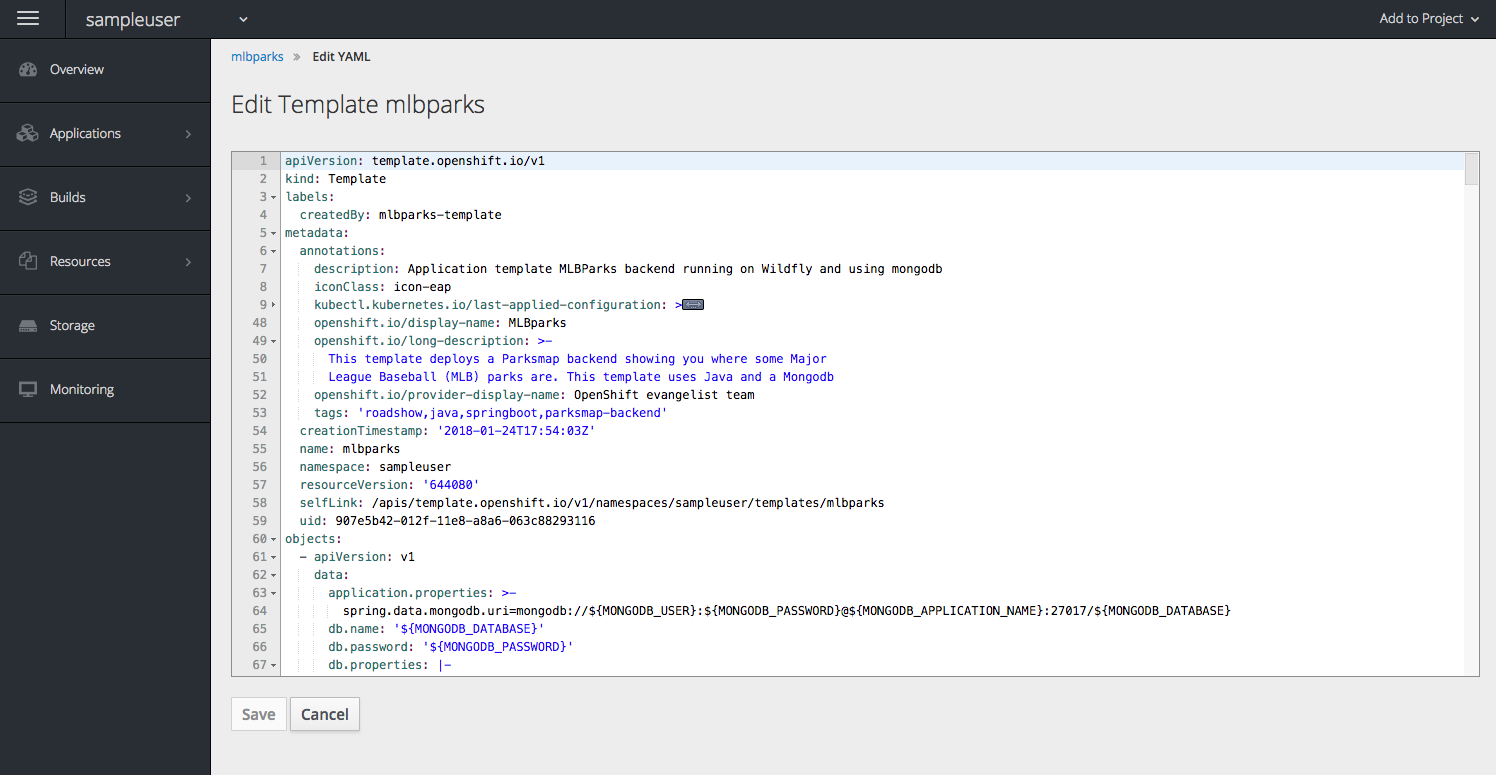 sampleuser
Add to Project
Overview
Applications
Builds
Resources
Storage
Monitoring
mlbparks » Edit YAML
Edit Template mlbparks
1 apiVersion: template.openshift.io/v1
2 kind: Template
3 labels:
4 createdBy: mlbparks-template
5 metadata:
6 annotations:
7 description: Application template MLBParks backend running on Wildfly and using mongodb
8 iconClass: icon-eap
9 kubectl.kubernetes.io/last-applied-configuration: >
48 openshift.io/display-name: MLBparks
49 openshift.io/long-description: >-
50 This template deploys a Parksmap backend showing you where some Major
51 League Baseball (MLB) parks are. This template uses Java and a Mongodb
52 openshift.io/provider-display-name: OpenShift evangelist team
53 tags: 'roadshow,java,springboot,parksmap-backend'
54 creationTimestamp: '2018-01-24T17:54:03Z'
55 name: mlbparks
56 namespace: sampleuser
57 resourceVersion: '644080'
58 selfLink: /apis/template.openshift.io/v1/namespaces/sampleuser/templates/mlbparks
59 uid: 907e5b42-012f-11e8-a8a6-063c88293116
60 objects:
61 - apiVersion: v1
62 data:
63 application.properties: >-
64 spring.data.mongodb.uri=mongodb://${MONGODB_USER}:${MONGODB_PASSWORD}@${MONGODB_APPLICATION_NAME}:27017/${MONGODB_DATABASE}
65 db.name: '${MONGODB_DATABASE}'
66 db.password: '${MONGODB_PASSWORD}'
67 db.properties: |-
Save
Cancel